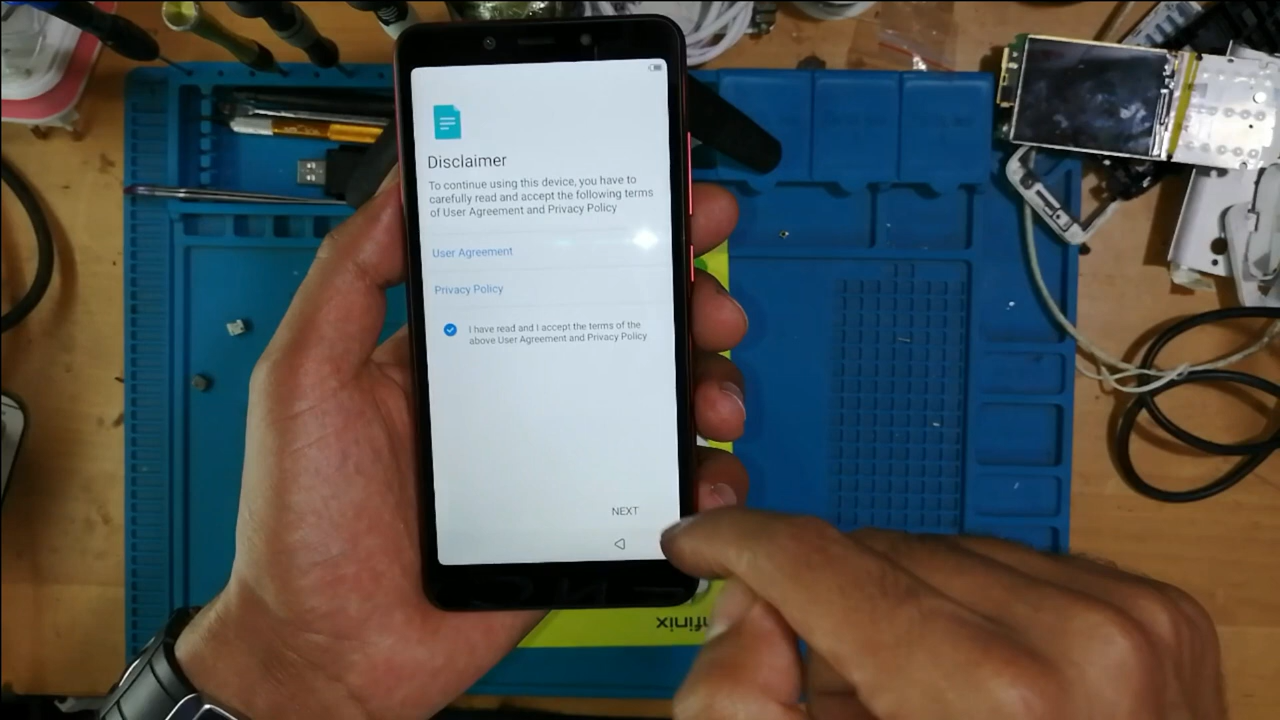 Disclaimer
To continue using this device, you have to
carefully read and accept the following terms
of User Agreement and Privacy Policy
User Agreement
Privacy Policy
I have read and I accept the terms of the
above User Agreement and Privacy Policy
NEXT
infinix